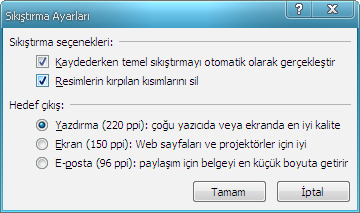 Sıkıştırma Ayarları
Sıkıştırma seçenekleri:
Kaydederken temel sıkıştırmayı otomatik olarak gerçekleştir
Resimlerin kırpılan kısımlarını sil
Hedef çıkış:
Yazdırma (220 ppi): çoğu yazıcıda veya ekranda en iyi kalite
Ekran (150 ppi): Web sayfaları ve projektörler için iyi
E-posta (96 ppi): paylaşım için belgeyi en küçük boyuta getirir
Tamam İptal